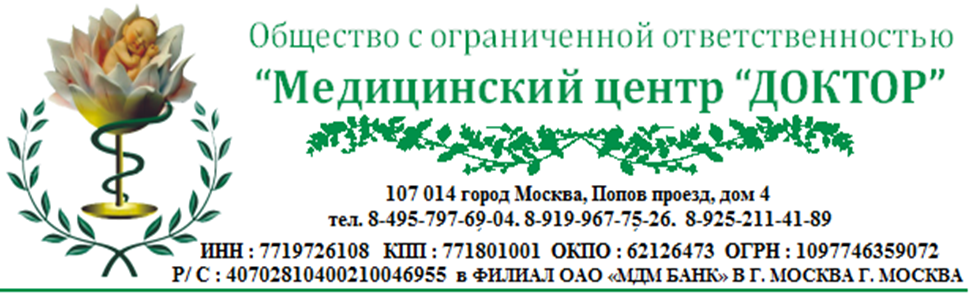 Общество с ограниченной ответственностью
“Медицинский центр “ДОКТОР”
107 014 город Москва, Попов проезд, дом 4
тел. 8-495-797-69-04. 8-919-967-75-26. 8-925-211-41-89
ИНН : 7719726108 КПП : 771801001 ОКПО : 62126473 ОГРН : 1097746359072
Р/ С : 40702810400210046955 в ФИЛИАЛ ОАО «МДМ БАНК» В Г. МОСКВА Г. МОСКВА